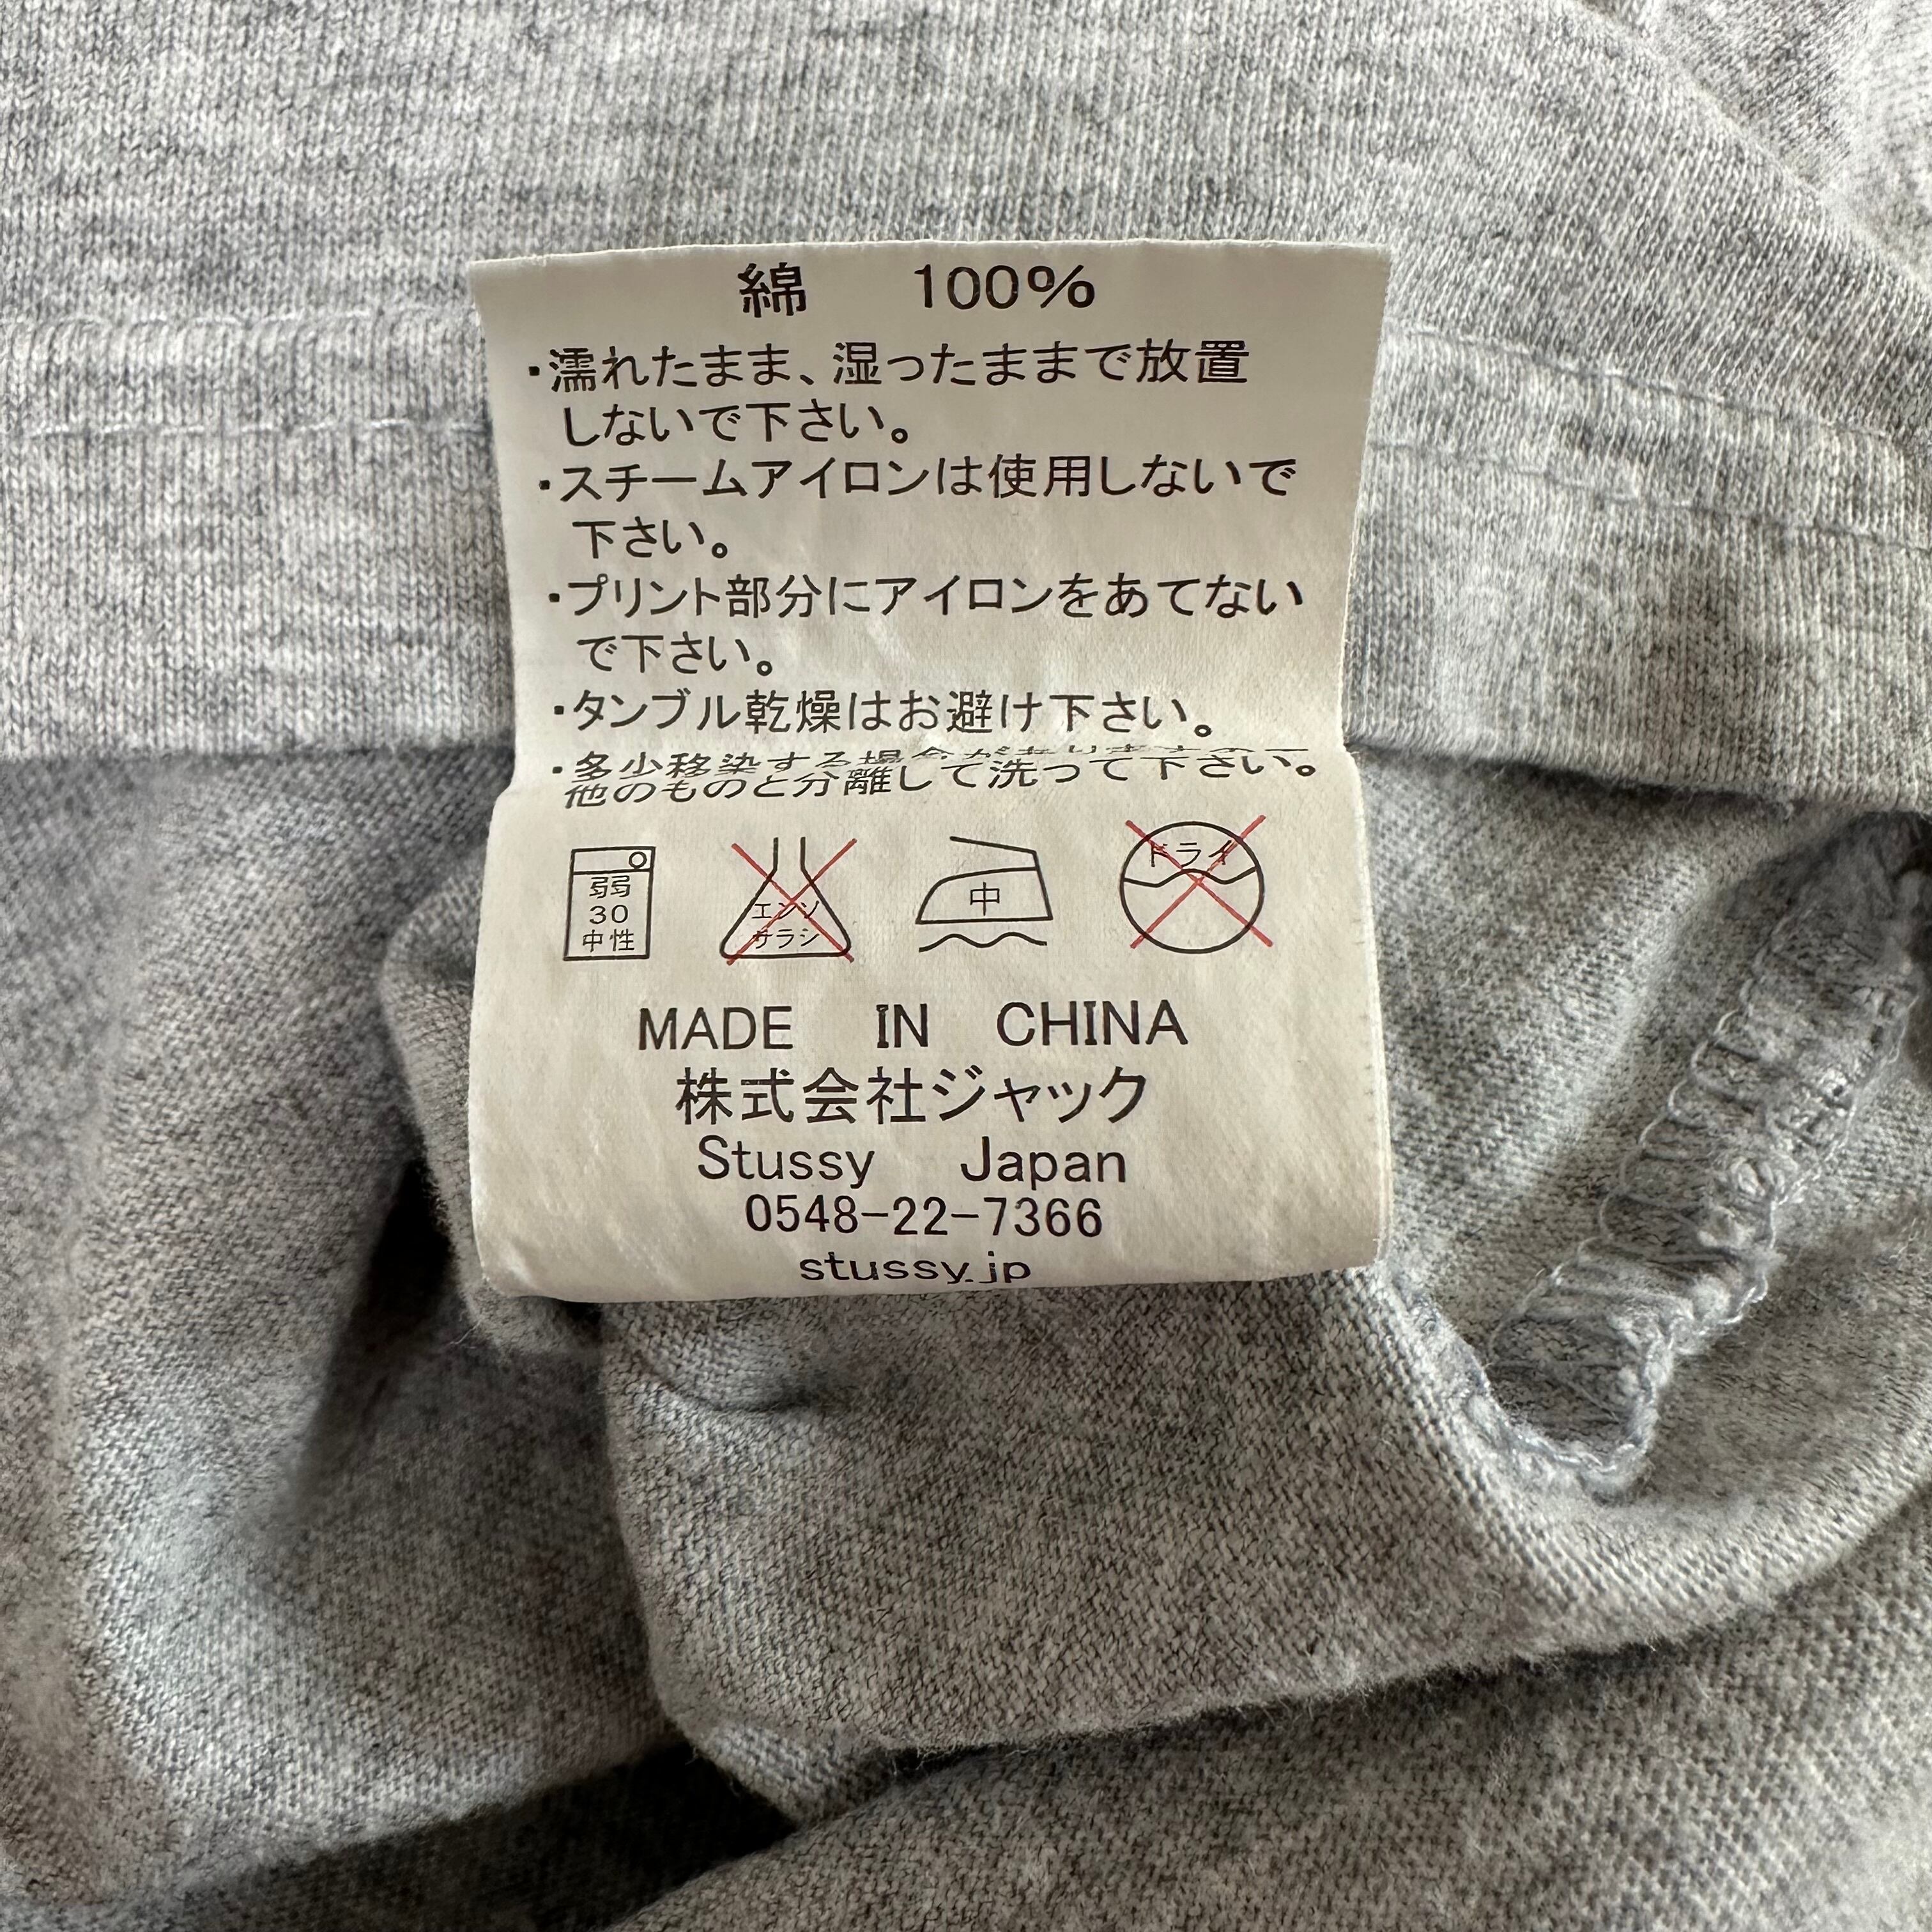 綿 100%
・濡れたまま、湿ったままで放置
しないで下さい。
・スチームアイロンは使用しないで
下さい。
・プリント部分にアイロンをあてない
で下さい。
・タンブル乾燥はお避け下さい。
・多少移染する場合がありますので
他のものと分離して洗って下さい。
弱
30
中性
エンソ
サラシ
中
ドライ
MADE IN CHINA
株式会社ジャック
Stussy Japan
0548-22-7366
stussy.jp